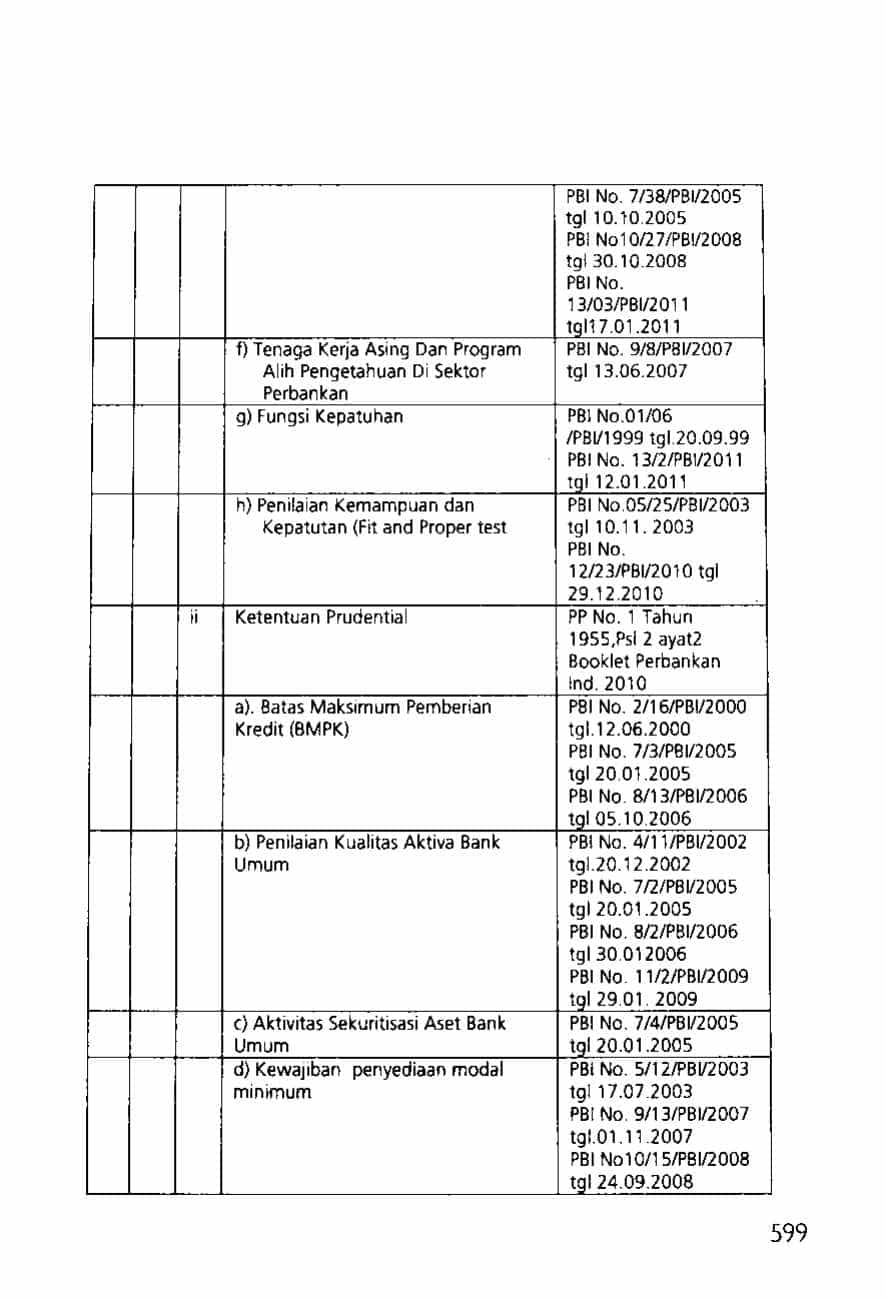 PBI No. 7/38/PBI/2005
tgl 10.10.2005
PBI No10/27/PBI/2008
tgl 30.10.2008
PBI No.
13/03/PBI/2011
tgl17.01.2011
f) Tenaga Kerja Asing Dan Program
Alih Pengetahuan Di Sektor
Perbankan
PBI No. 9/8/PBI/2007
tgl 13.06.2007
g) Fungsi Kepatuhan
PBI No.01/06
/PBI/1999 tgl.20.09.99
PBI No. 13/2/PBI/2011
tgl 12.01.2011
h) Penilaian Kemampuan dan
Kepatutan (Fit and Proper test
PBI No.05/25/PBI/2003
tgl 10.11. 2003
PBI No.
12/23/PBI/2010 tgl
29.12.2010
ii
Ketentuan Prudential
PP No. 1 Tahun
1955,Psl 2 ayat2
Booklet Perbankan
Ind. 2010
a). Batas Maksimum Pemberian
Kredit (BMPK)
PBI No. 2/16/PBI/2000
tgl.12.06.2000
PBI No. 7/3/PBI/2005
tgl 20.01.2005
PBI No. 8/13/PBI/2006
tgl 05.10.2006
b) Penilaian Kualitas Aktiva Bank
Umum
PBI No. 4/11/PBI/2002
tgl.20.12.2002
PBI No. 7/2/PBI/2005
tgl 20.01.2005
PBI No. 8/2/PBI/2006
tgl 30.012006
PBI No. 11/2/PBI/2009
tgl 29.01. 2009
c) Aktivitas Sekuritisasi Aset Bank
Umum
PBI No. 7/4/PBI/2005
tgl 20.01.2005
d) Kewajiban penyediaan modal
minimum
PBI No. 5/12/PBI/2003
tgl 17.07.2003
PBI No. 9/13/PBI/2007
tgl.01.11.2007
PBI No10/15/PBI/2008
tgl 24.09.2008
599